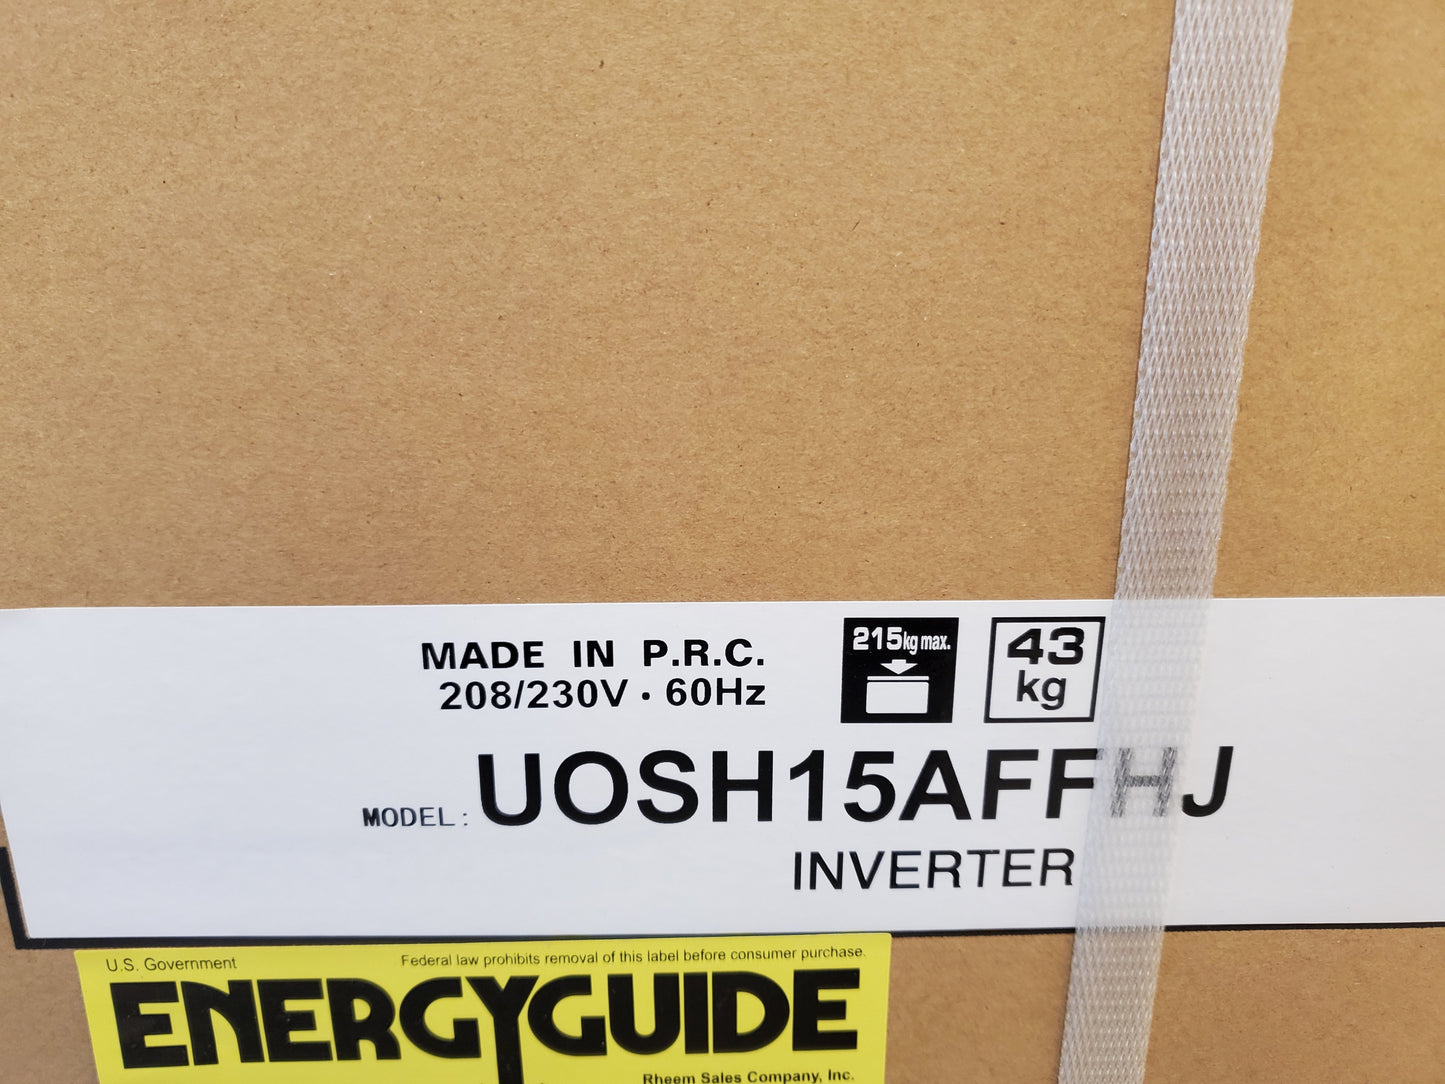 MADE IN P.R.C.
208/230V · 60Hz
215kg max.
43
kg
MODEL: UOSH15AFFHJ
INVERTER
U.S. Government
Federal law prohibits removal of this label before consumer purchase.
ENERGYGUIDE
Rheem Sales Company, Inc.